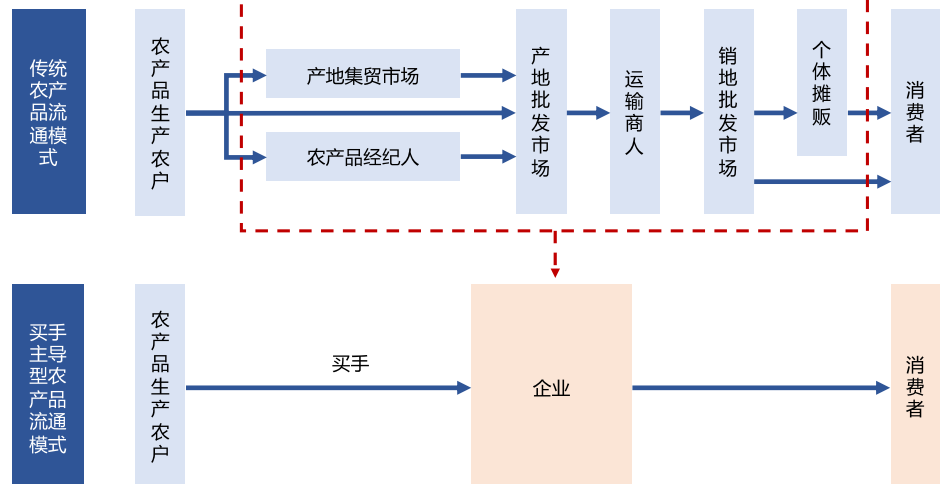 传统
农产
品流
通模
式
农产品生产农户
产地集贸市场
农产品经纪人
产地批发市场
运输商人
销地批发市场
个体摊贩
消费者
买手
主导
型农
产品
流通
模式
农产品生产农户
买手
企业
消费者